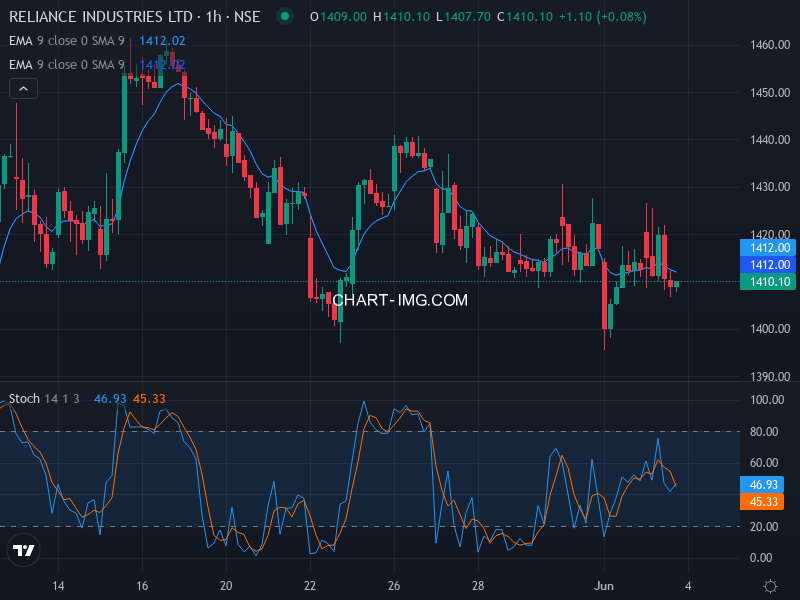 RELIANCE INDUSTRIES LTD · 1h · NSE O1409.00 H1410.10 L1407.70 C1410.10 +1.10 (+0.08%)
EMA 9 close 0 SMA 9 1412.02
EMA 9 close 0 SMA 9 1412.02
1460.00
1450.00
1440.00
1430.00
1420.00
1412.00
1412.00
1410.10
CHART-IMG.COM
1400.00
1390.00
Stoch 14 1 3 46.93 45.33
100.00
80.00
60.00
46.93
45.33
20.00
0.00
14 16 20 22 26 28 Jun 4